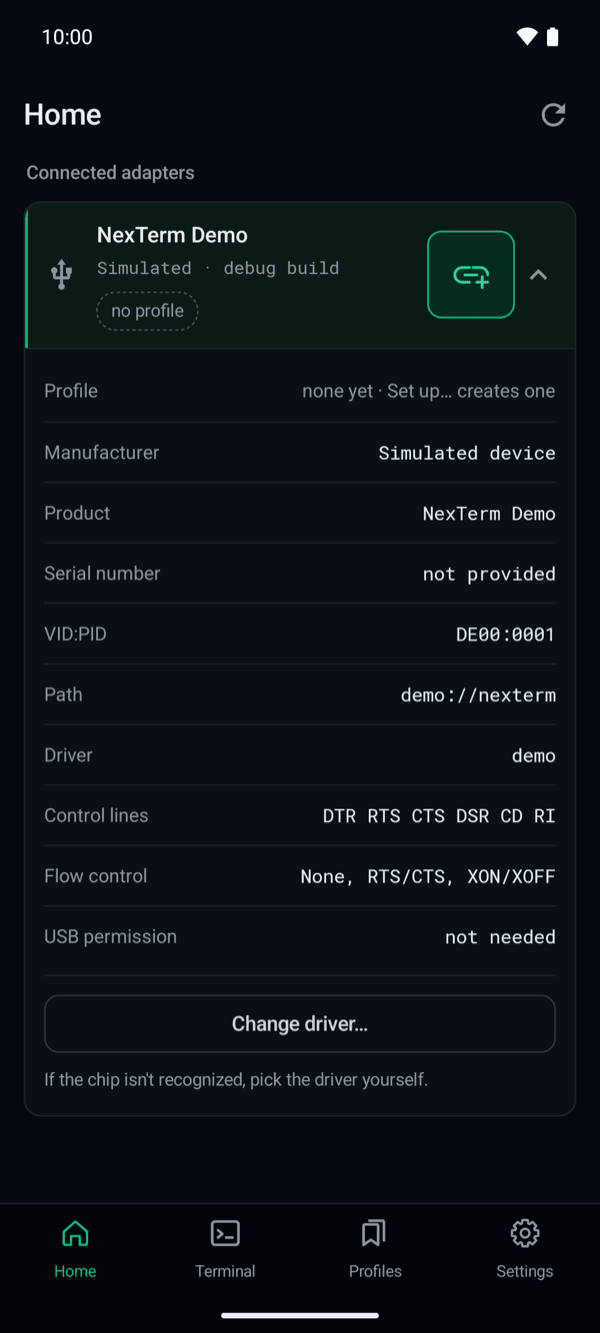 10:00
Home
Connected adapters
NexTerm Demo
Simulated · debug build
no profile
Profile none yet · Set up… creates one
Manufacturer Simulated device
Product NexTerm Demo
Serial number not provided
VID:PID DE00:0001
Path demo://nexterm
Driver demo
Control lines DTR RTS CTS DSR CD RI
Flow control None, RTS/CTS, XON/XOFF
USB permission not needed
Change driver…
If the chip isn't recognized, pick the driver yourself.
Home Terminal Profiles Settings